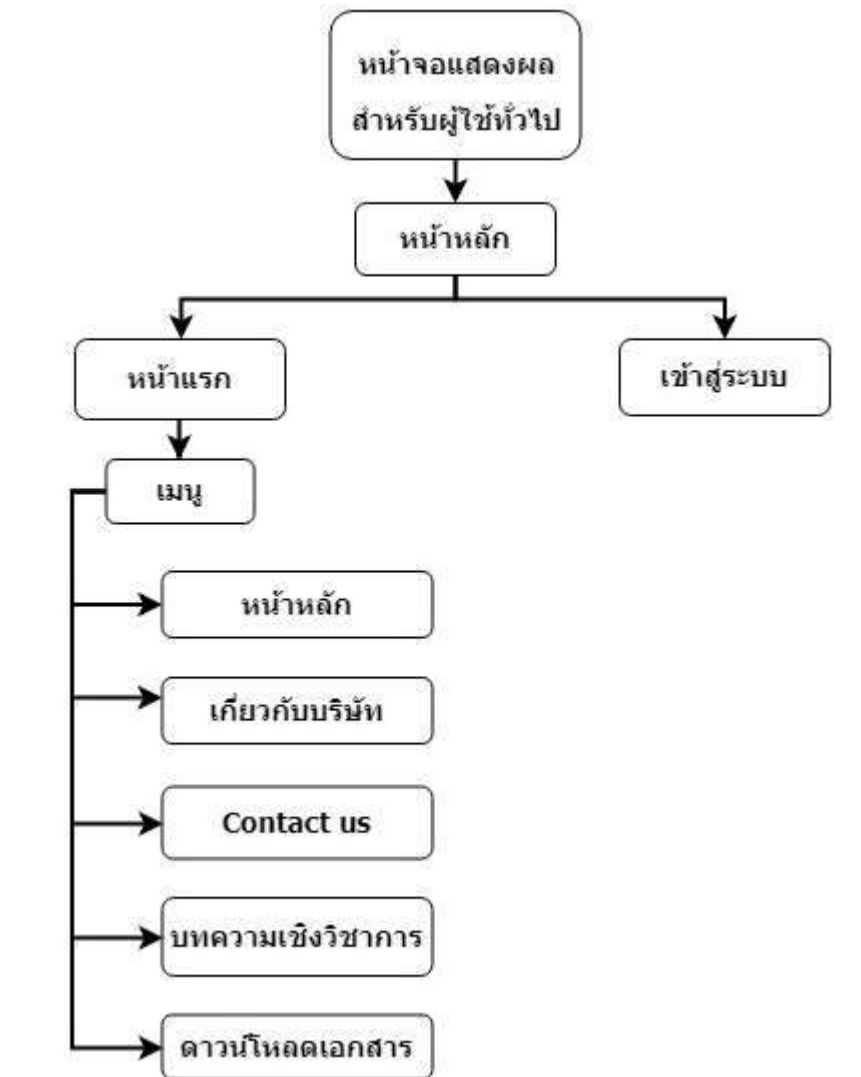 หน้าจอแสดงผล
สำหรับผู้ใช้ทั่วไป
หน้าหลัก
หน้าแรก
เข้าสู่ระบบ
เมนู
หน้าหลัก
เกี่ยวกับบริษัท
Contact us
บทความเชิงวิชาการ
ดาวน์โหลดเอกสาร